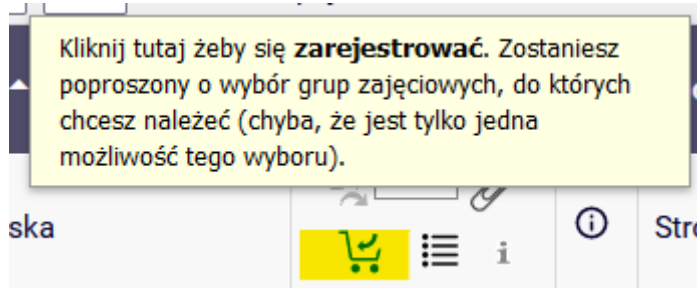 Kliknij tutaj żeby się zarejestrować. Zostaniesz
poproszony o wybór grup zajęciowych, do których
chcesz należeć (chyba, że jest tylko jedna
możliwość tego wyboru).
ska
Stro